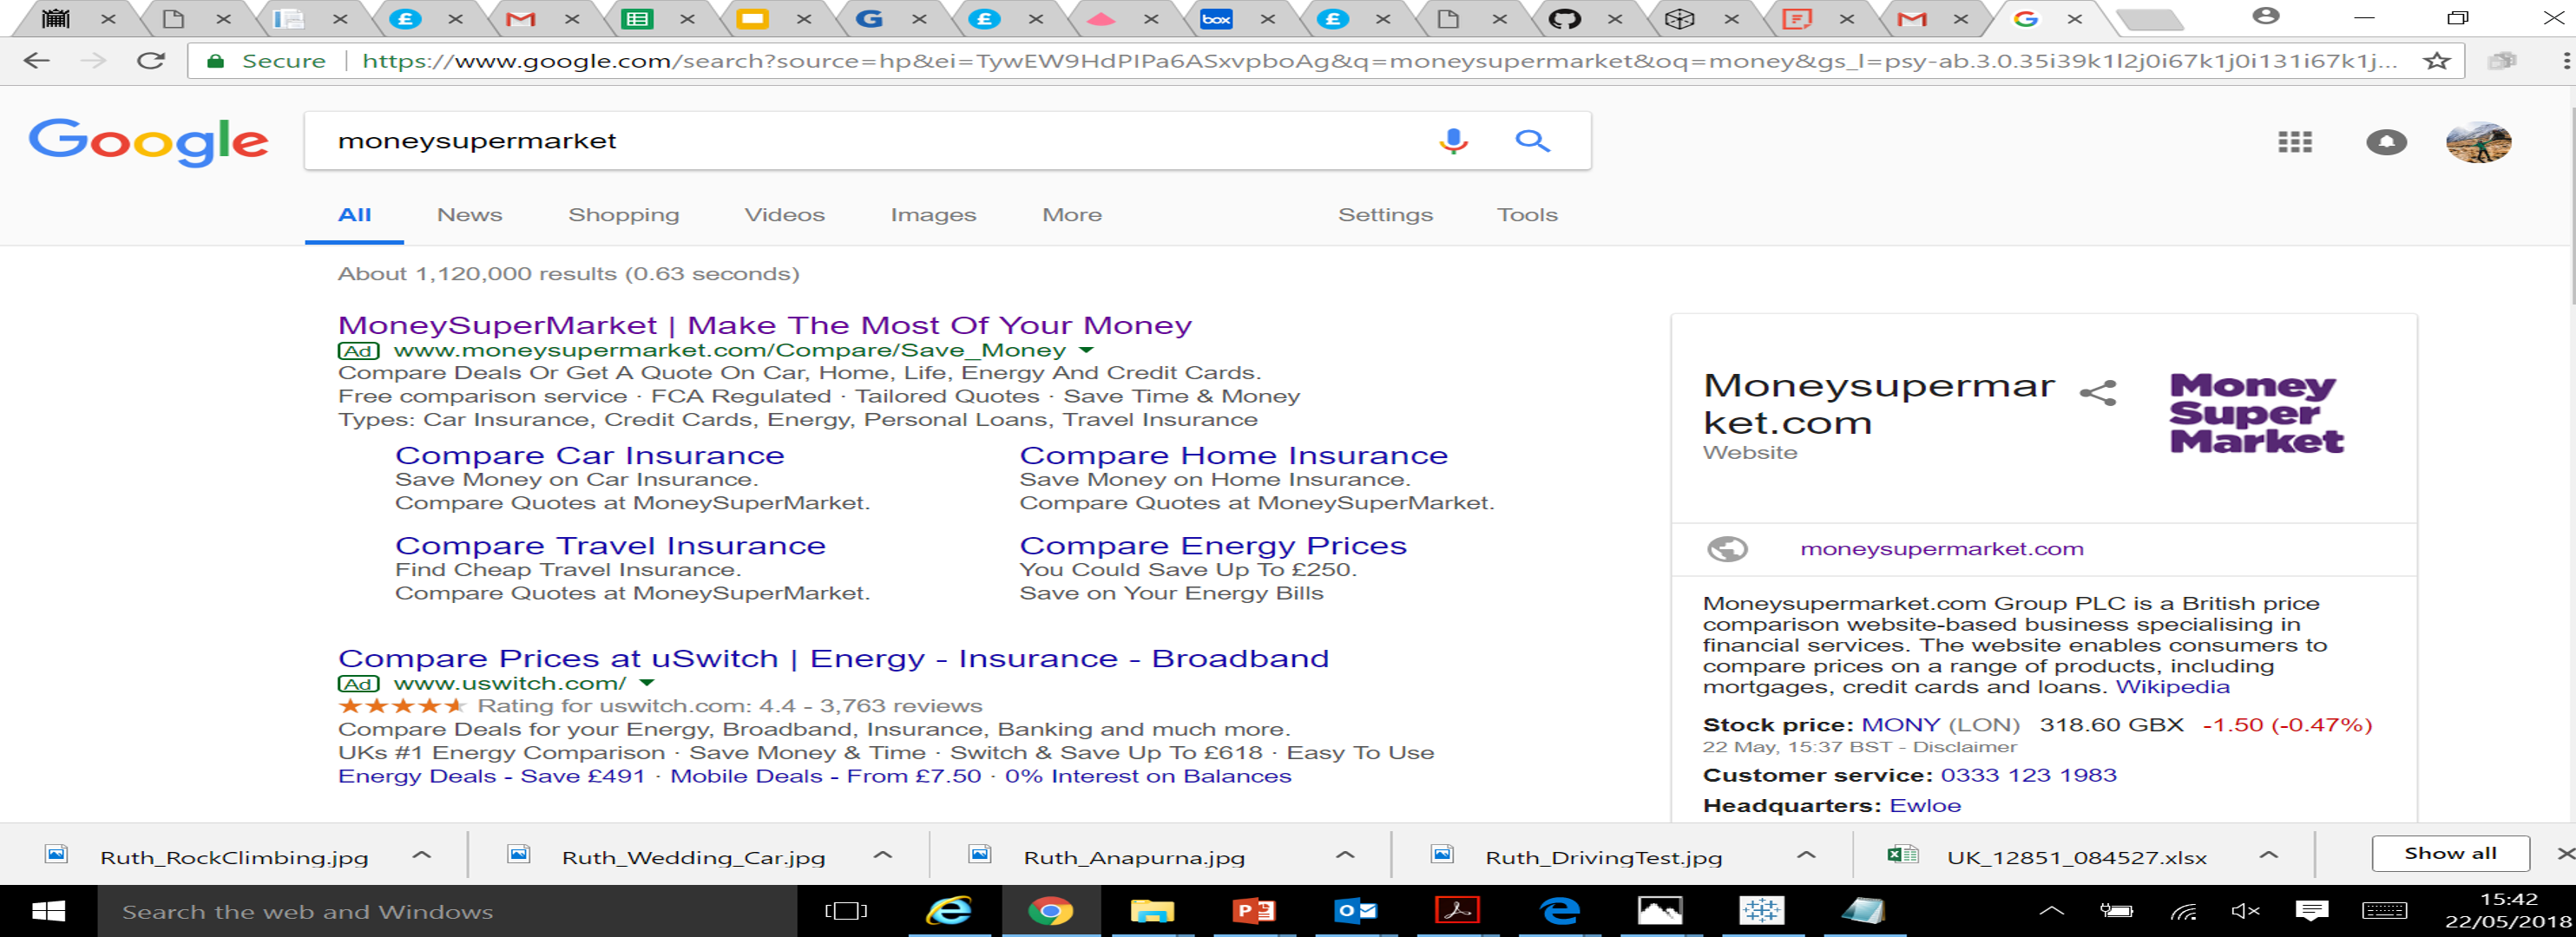 Secure
https://www.google.com/search?source=hp&ei=TywEW9HdPIPa6ASxvpboAg&q=moneysupermarket&oq=money&gs_l=psy-ab.3.0.35i39k1l2j0i67k1j0i131i67k1j...
Google
moneysupermarket
All News Shopping Videos Images More Settings Tools
About 1,120,000 results (0.63 seconds)
MoneySuperMarket | Make The Most Of Your Money
Ad www.moneysupermarket.com/Compare/Save_Money
Compare Deals Or Get A Quote On Car, Home, Life, Energy And Credit Cards.
Free comparison service · FCA Regulated · Tailored Quotes · Save Time & Money
Types: Car Insurance, Credit Cards, Energy, Personal Loans, Travel Insurance
Compare Car Insurance
Save Money on Car Insurance.
Compare Quotes at MoneySuperMarket.
Compare Home Insurance
Save Money on Home Insurance.
Compare Quotes at MoneySuperMarket.
Compare Travel Insurance
Find Cheap Travel Insurance.
Compare Quotes at MoneySuperMarket.
Compare Energy Prices
You Could Save Up To £250.
Save on Your Energy Bills
Compare Prices at uSwitch | Energy - Insurance - Broadband
Ad www.uswitch.com/
Rating for uswitch.com: 4.4 - 3,763 reviews
Compare Deals for your Energy, Broadband, Insurance, Banking and much more.
UKs #1 Energy Comparison · Save Money & Time · Switch & Save Up To £618 · Easy To Use
Energy Deals - Save £491 · Mobile Deals - From £7.50 · 0% Interest on Balances
Moneysupermar
ket.com
Website
Money
Super
Market
moneysupermarket.com
Moneysupermarket.com Group PLC is a British price
comparison website-based business specialising in
financial services. The website enables consumers to
compare prices on a range of products, including
mortgages, credit cards and loans. Wikipedia
Stock price: MONY (LON) 318.60 GBX -1.50 (-0.47%)
22 May, 15:37 BST - Disclaimer
Customer service: 0333 123 1983
Headquarters: Ewloe
Ruth_RockClimbing.jpg
Ruth_Wedding_Car.jpg
Ruth_Anapurna.jpg
Ruth_DrivingTest.jpg
UK_12851_084527.xlsx
Show all
Search the web and Windows
15:42
22/05/2018